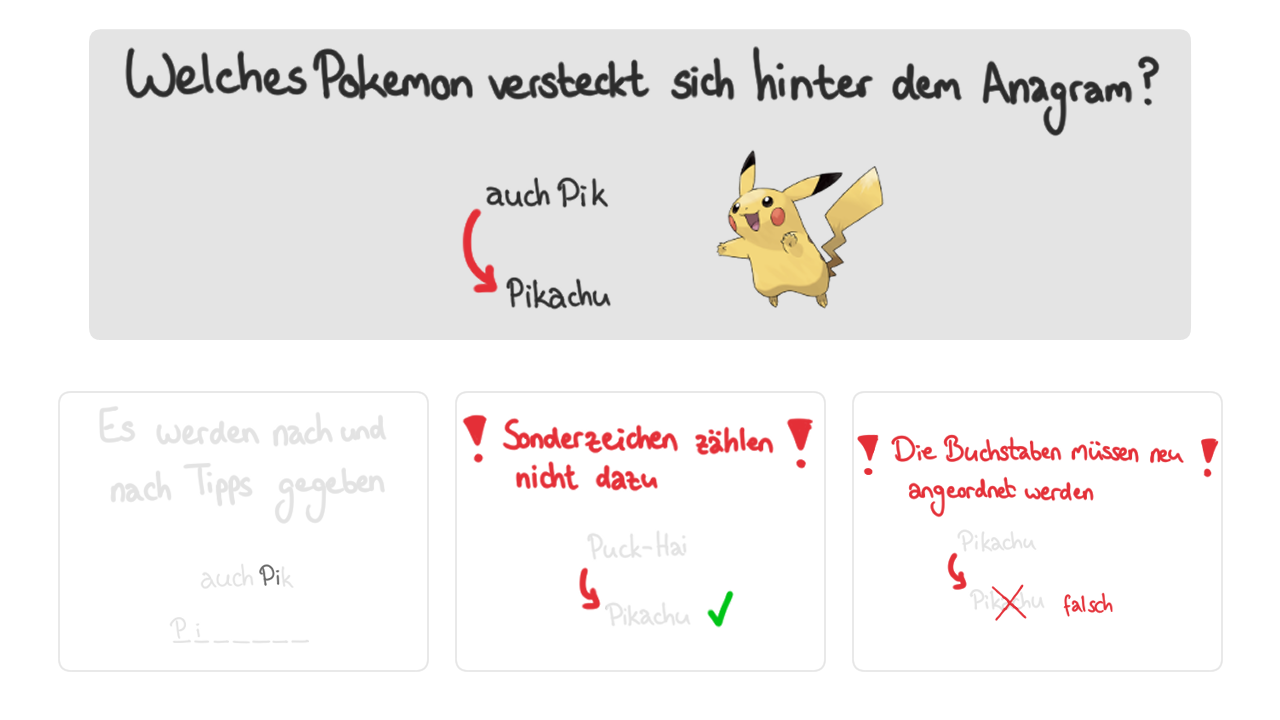 Welches Pokemon versteckt sich hinter dem Anagram?
auch Pik
Pikachu
Es werden nach und
nach Tipps gegeben
auch Pik
P i _ _ _ _ _ _
! Sonderzeichen zählen !
nicht dazu
Puck-Hai
Pikachu
! Die Buchstaben müssen neu !
angeordnet werden
Pikachu
Pikachu falsch